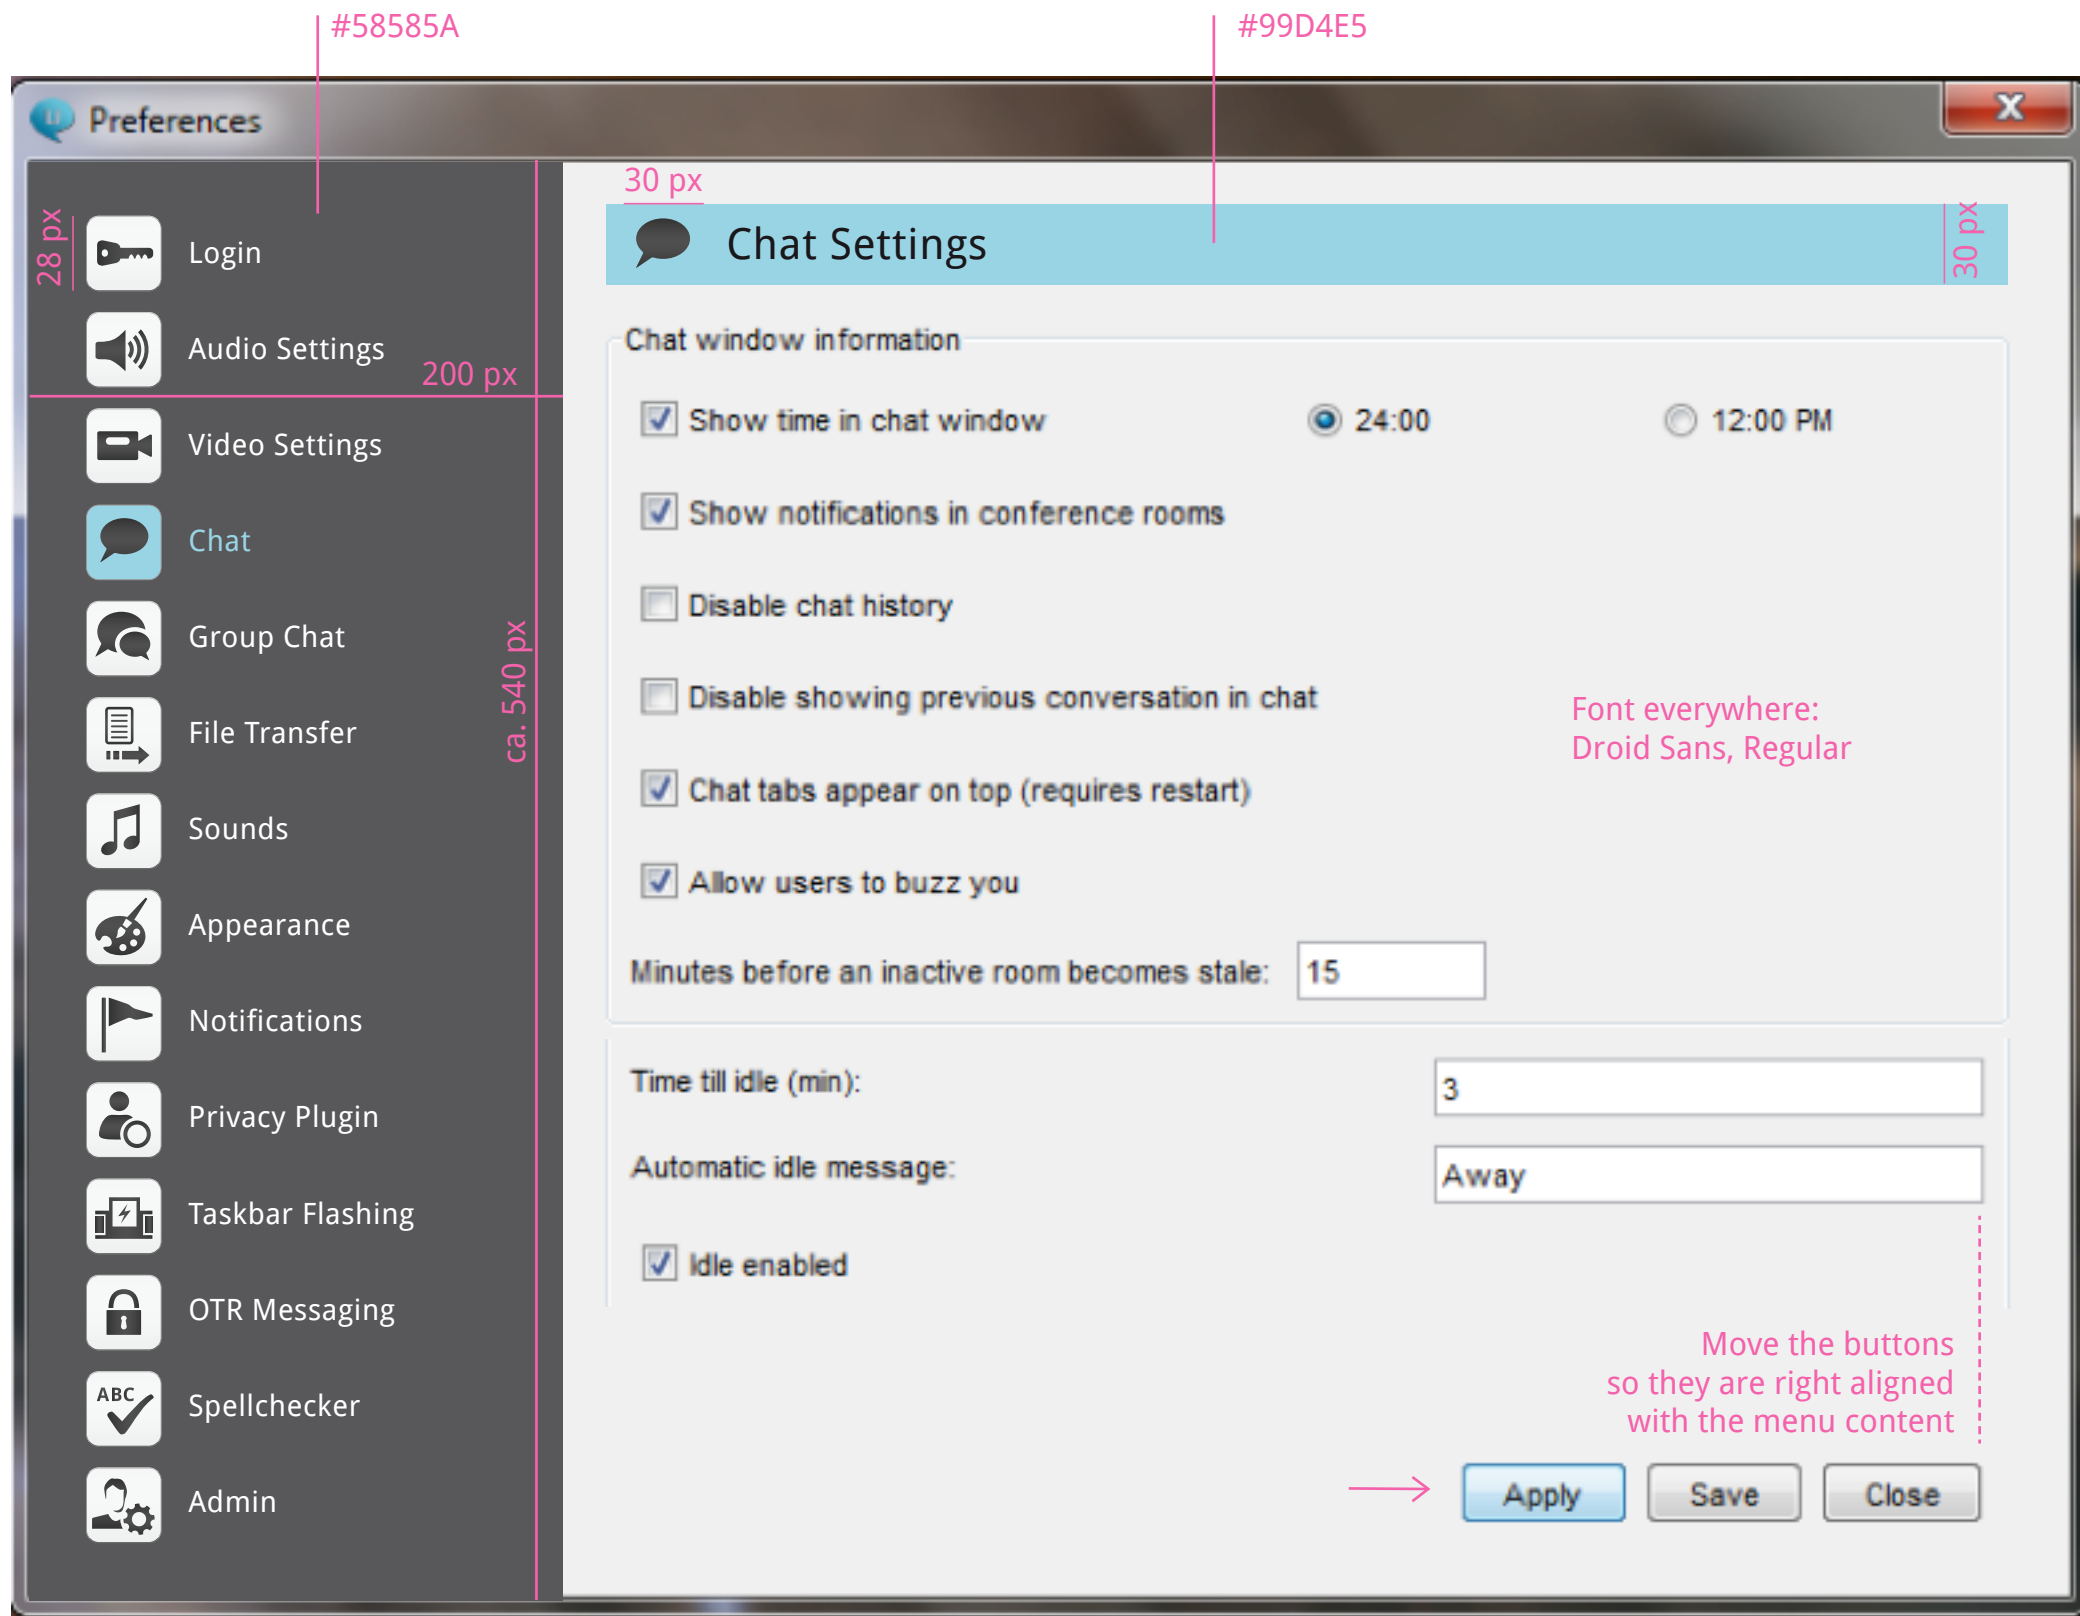 #58585A
#99D4E5
Preferences
30 px
28 px
30 px
Chat Settings
Login
Audio Settings
200 px
Video Settings
Chat
Group Chat
ca. 540 px
File Transfer
Sounds
Appearance
Notifications
Privacy Plugin
Taskbar Flashing
OTR Messaging
ABC
Spellchecker
Admin
Chat window information
Show time in chat window
24:00
12:00 PM
Show notifications in conference rooms
Disable chat history
Disable showing previous conversation in chat
Font everywhere:
Droid Sans, Regular
Chat tabs appear on top (requires restart)
Allow users to buzz you
Minutes before an inactive room becomes stale:
15
Time till idle (min):
3
Automatic idle message:
Away
Idle enabled
Move the buttons
so they are right aligned
with the menu content
Apply
Save
Close